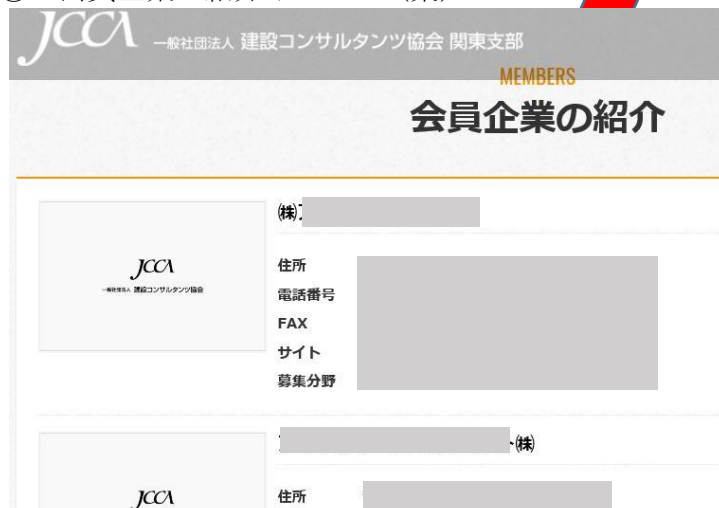 JCCA 一般社団法人 建設コンサルタンツ協会 関東支部
MEMBERS
会員企業の紹介
㈱
JCCA
一般社団法人 建設コンサルタンツ協会
住所
電話番号
FAX
サイト
募集分野
㈱
JCCA
住所